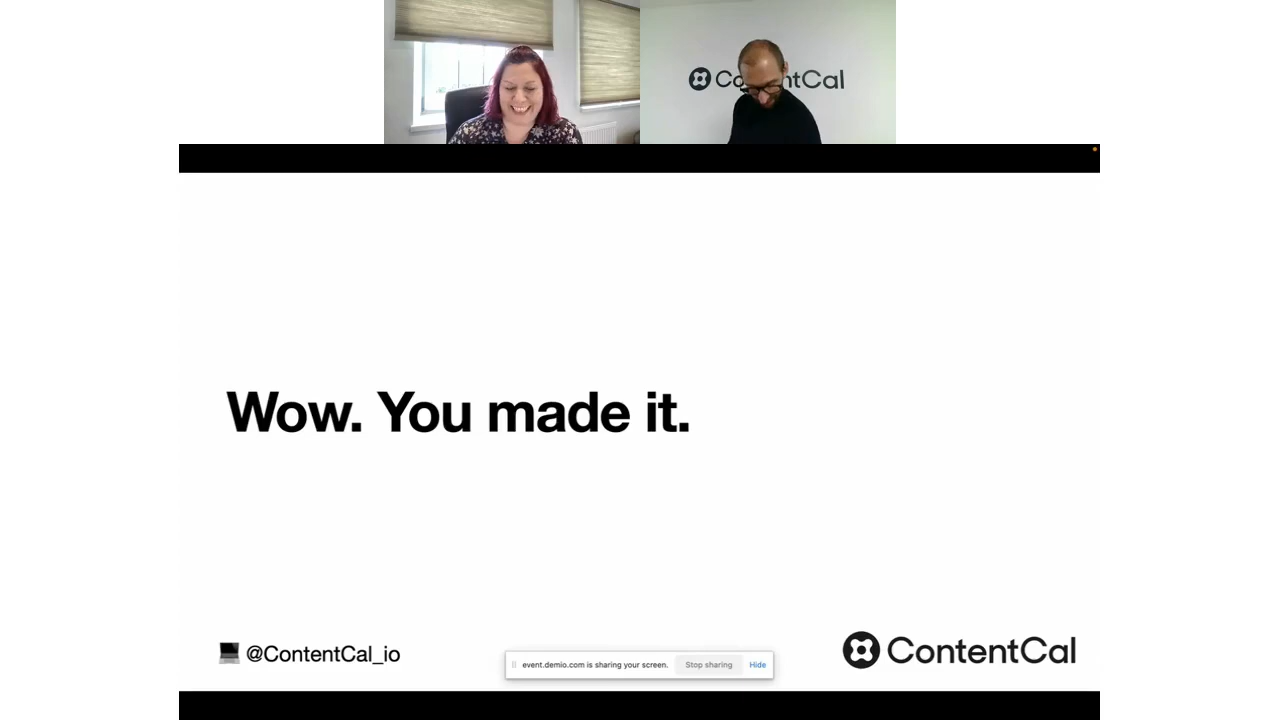 ContentCal
Wow. You made it.
@ContentCal_io
event.demio.com is sharing your screen.
Stop sharing
Hide
ContentCal